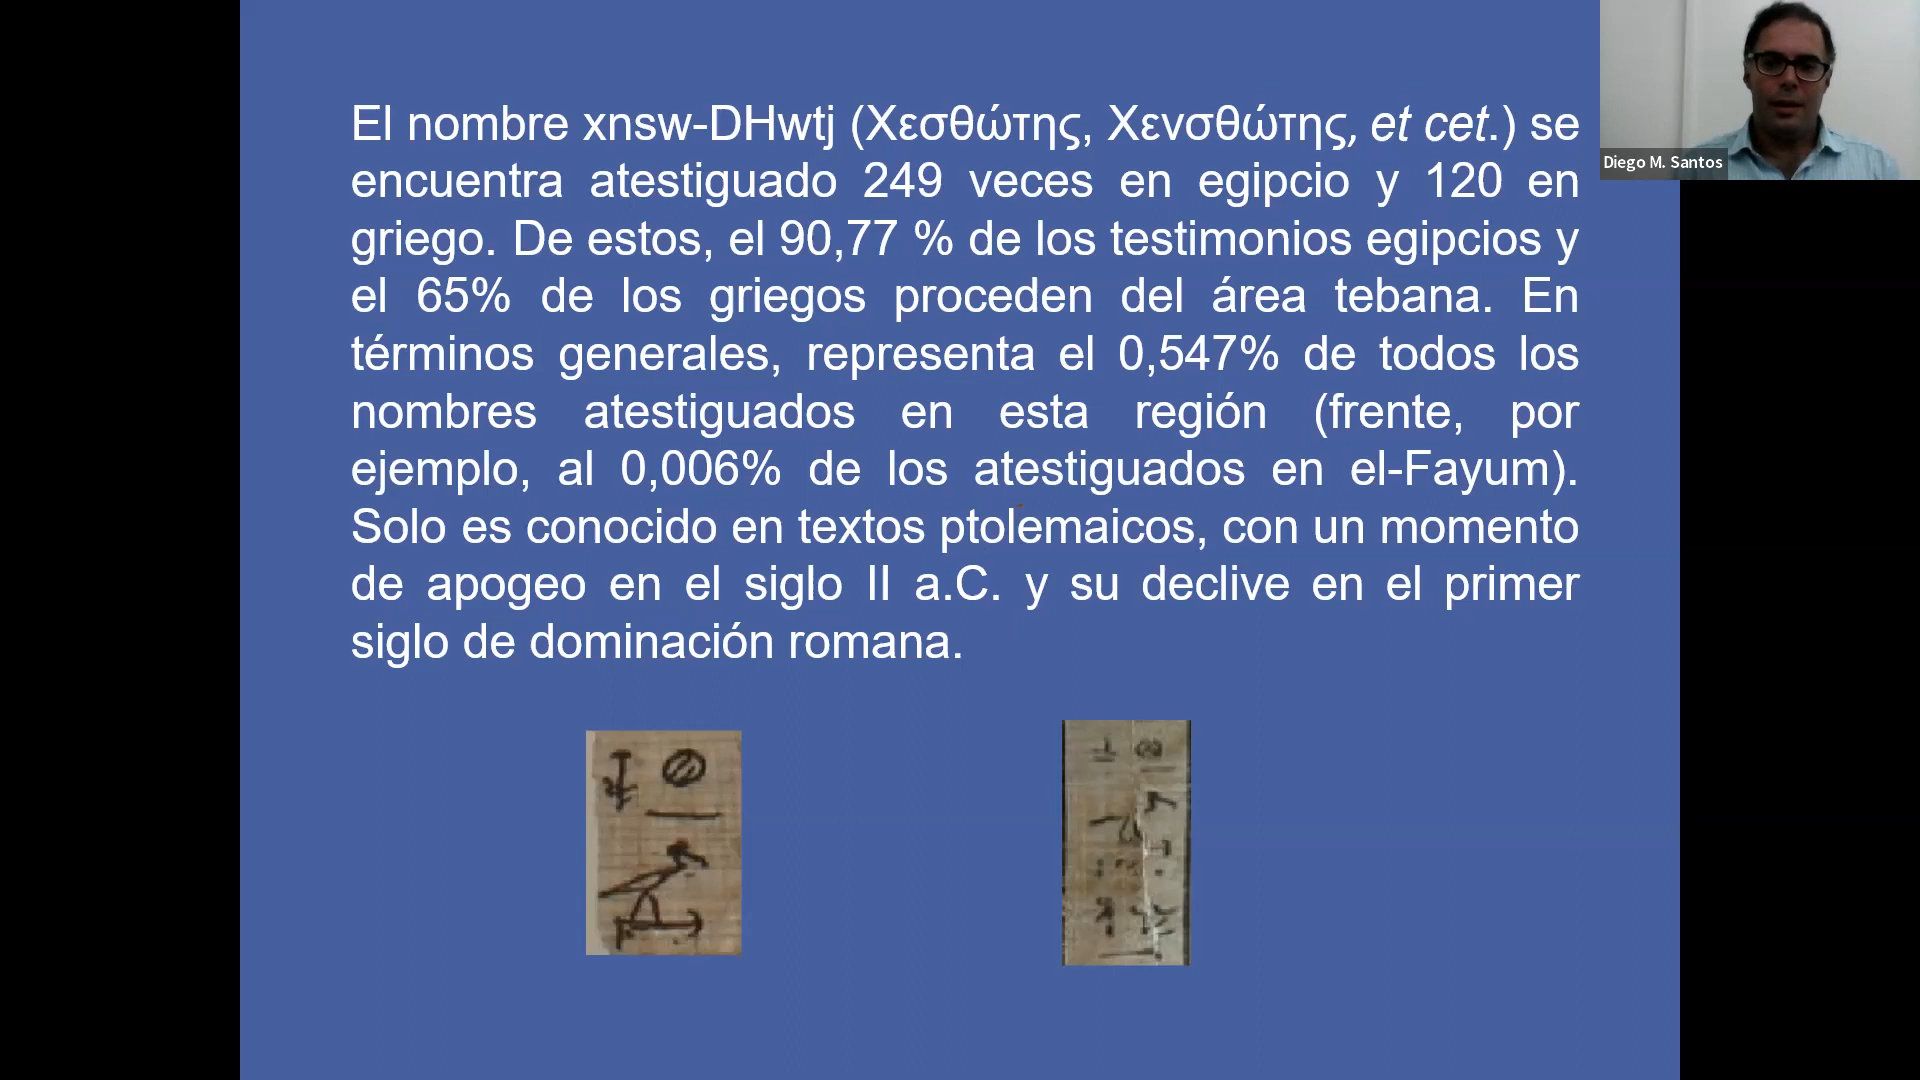 El nombre xnsw-DHwtj (Χεσθώτης, Χενσθώτης, et cet.) se
encuentra atestiguado 249 veces en egipcio y 120 en
griego. De estos, el 90,77 % de los testimonios egipcios y
el 65% de los griegos proceden del área tebana. En
términos generales, representa el 0,547% de todos los
nombres atestiguados en esta región (frente, por
ejemplo, al 0,006% de los atestiguados en el-Fayum).
Solo es conocido en textos ptolemaicos, con un momento
de apogeo en el siglo II a.C. y su declive en el primer
siglo de dominación romana.
Diego M. Santos